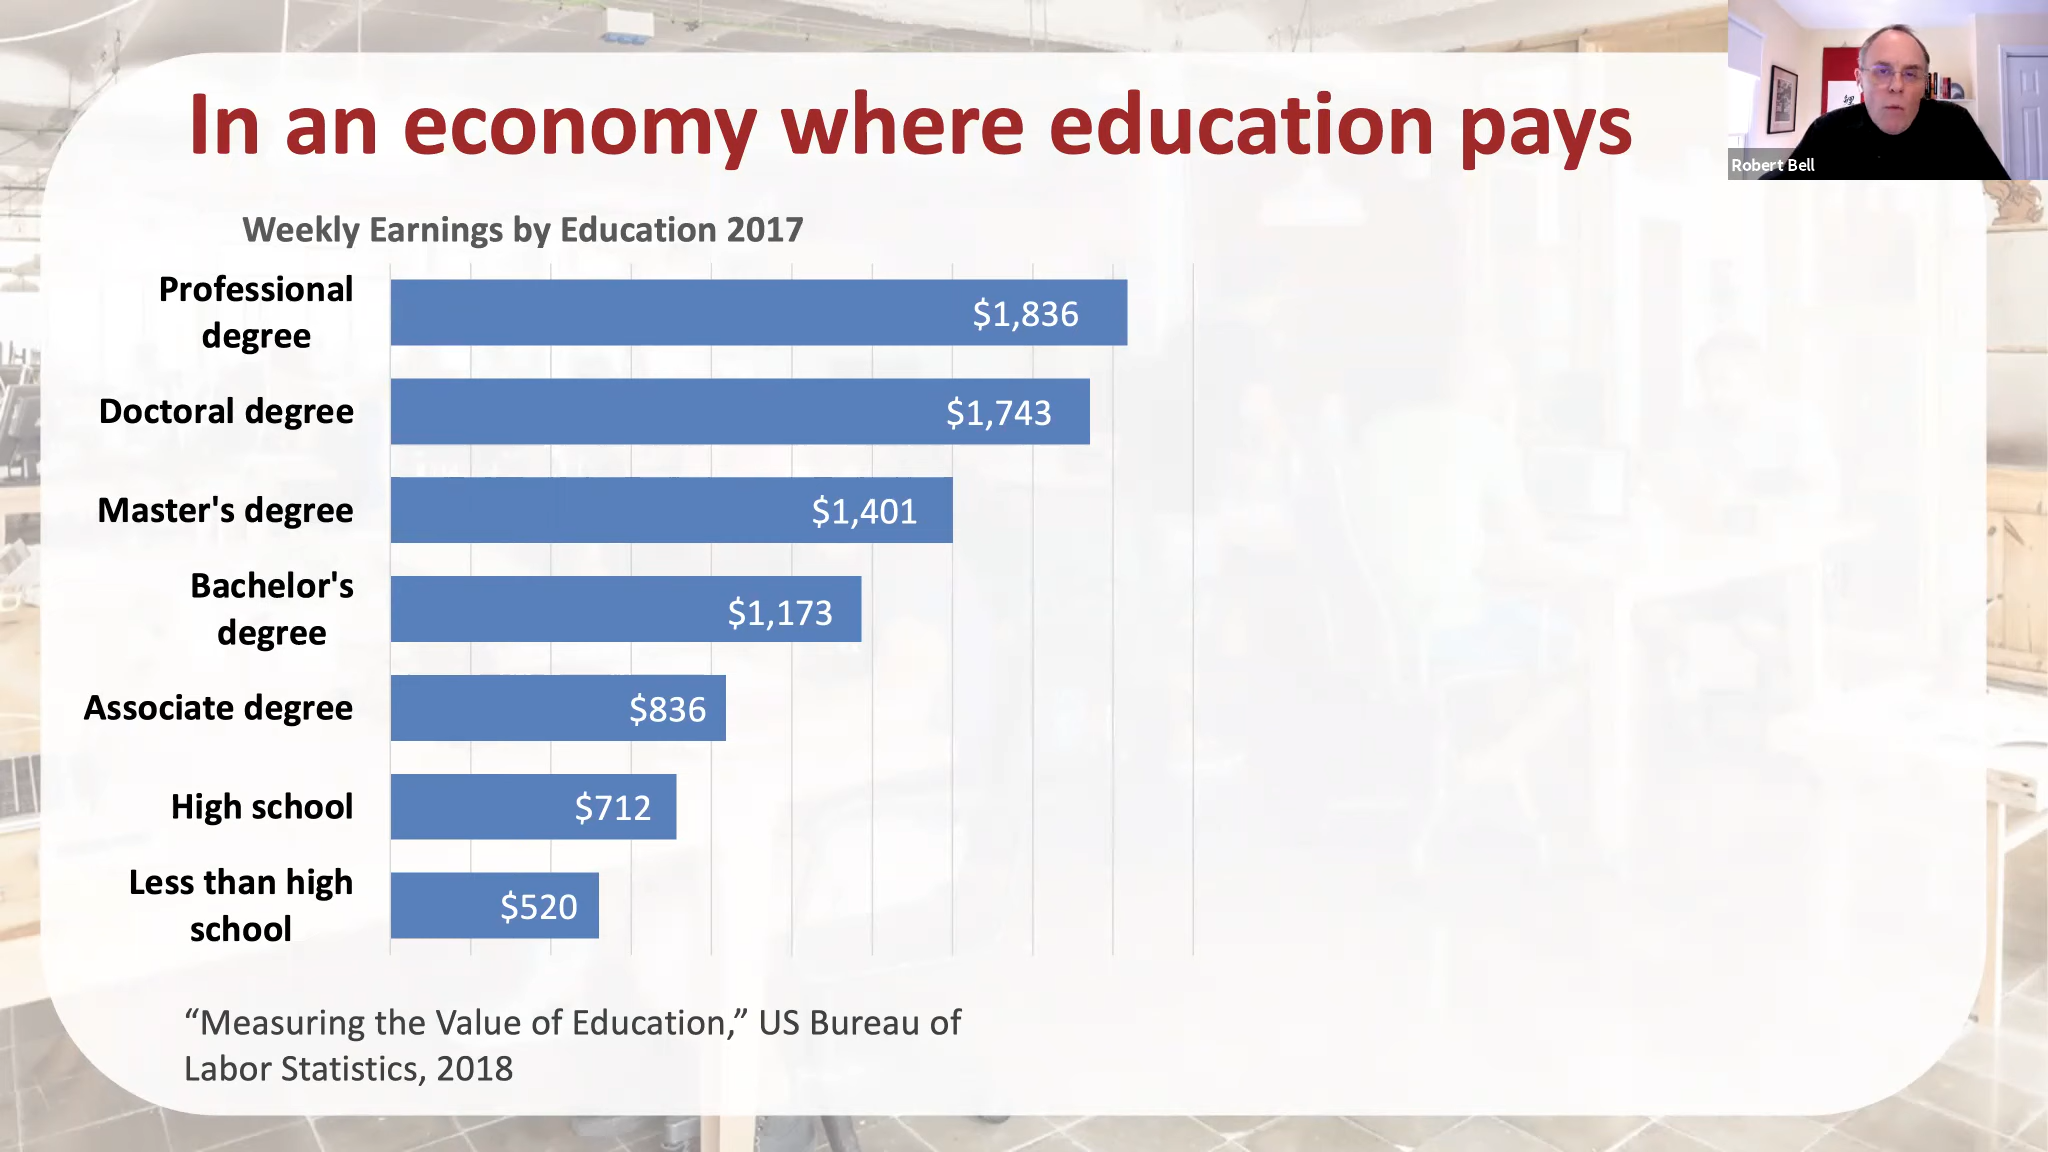 In an economy where education pays
Robert Bell
Weekly Earnings by Education 2017
Professional
degree
$1,836
Doctoral degree
$1,743
Master's degree
$1,401
Bachelor's
degree
$1,173
Associate degree
$836
High school
$712
Less than high
school
$520
“Measuring the Value of Education,” US Bureau of
Labor Statistics, 2018